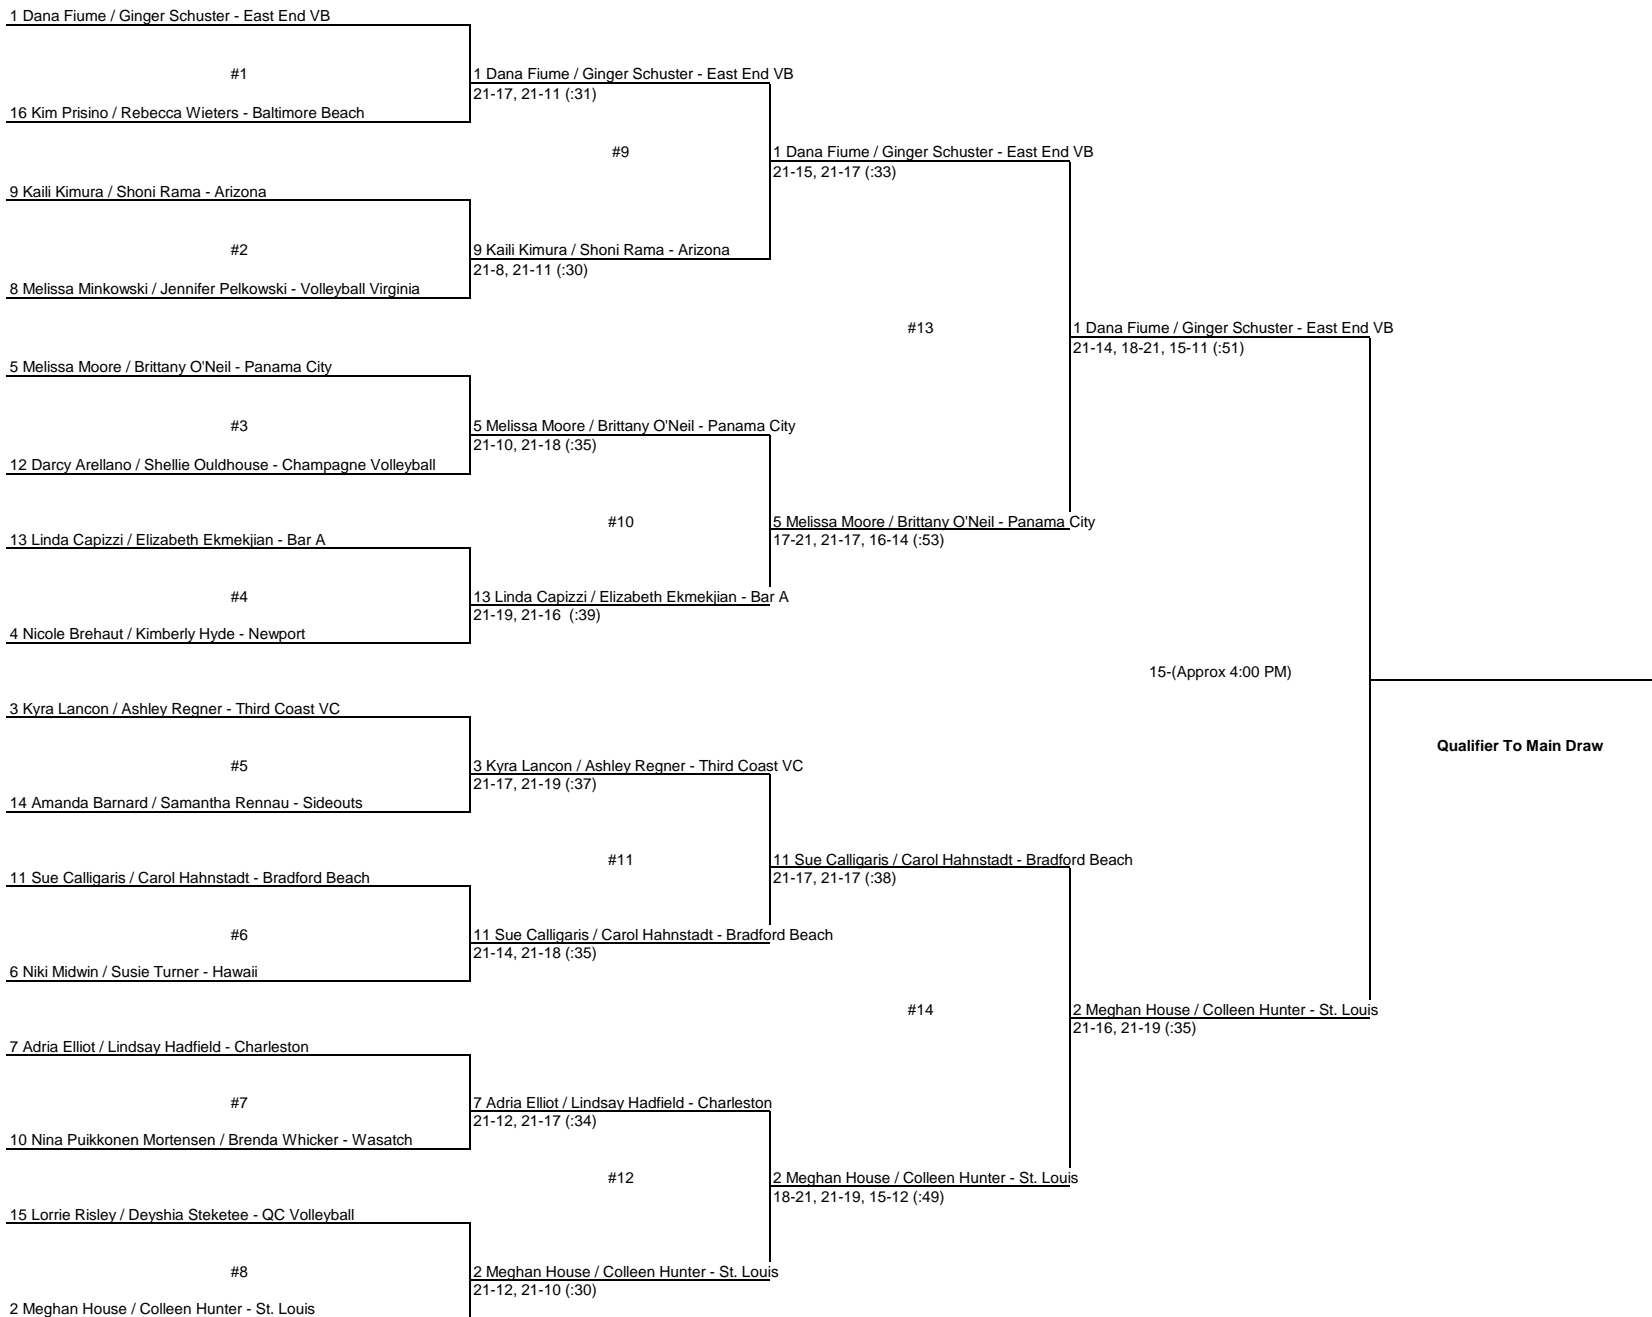 1 Dana Fiume / Ginger Schuster - East End VB
#1
1 Dana Fiume / Ginger Schuster - East End VB
21-17, 21-11 (:31)
16 Kim Prisino / Rebecca Wieters - Baltimore Beach
#9
1 Dana Fiume / Ginger Schuster - East End VB
21-15, 21-17 (:33)
9 Kaili Kimura / Shoni Rama - Arizona
#2
9 Kaili Kimura / Shoni Rama - Arizona
21-8, 21-11 (:30)
8 Melissa Minkowski / Jennifer Pelkowski - Volleyball Virginia
#13
1 Dana Fiume / Ginger Schuster - East End VB
21-14, 18-21, 15-11 (:51)
5 Melissa Moore / Brittany O'Neil - Panama City
#3
5 Melissa Moore / Brittany O'Neil - Panama City
21-10, 21-18 (:35)
12 Darcy Arellano / Shellie Ouldhouse - Champagne Volleyball
#10
5 Melissa Moore / Brittany O'Neil - Panama City
17-21, 21-17, 16-14 (:53)
13 Linda Capizzi / Elizabeth Ekmekjian - Bar A
#4
13 Linda Capizzi / Elizabeth Ekmekjian - Bar A
21-19, 21-16  (:39)
4 Nicole Brehaut / Kimberly Hyde - Newport
15-(Approx 4:00 PM)
3 Kyra Lancon / Ashley Regner - Third Coast VC
Qualifier To Main Draw
#5
3 Kyra Lancon / Ashley Regner - Third Coast VC
21-17, 21-19 (:37)
14 Amanda Barnard / Samantha Rennau - Sideouts
#11
11 Sue Calligaris / Carol Hahnstadt - Bradford Beach
21-17, 21-17 (:38)
11 Sue Calligaris / Carol Hahnstadt - Bradford Beach
#6
11 Sue Calligaris / Carol Hahnstadt - Bradford Beach
21-14, 21-18 (:35)
6 Niki Midwin / Susie Turner - Hawaii
#14
2 Meghan House / Colleen Hunter - St. Louis
21-16, 21-19 (:35)
7 Adria Elliot / Lindsay Hadfield - Charleston
#7
7 Adria Elliot / Lindsay Hadfield - Charleston
21-12, 21-17 (:34)
10 Nina Puikkonen Mortensen / Brenda Whicker - Wasatch
#12
2 Meghan House / Colleen Hunter - St. Louis
18-21, 21-19, 15-12 (:49)
15 Lorrie Risley / Deyshia Steketee - QC Volleyball
#8
2 Meghan House / Colleen Hunter - St. Louis
21-12, 21-10 (:30)
2 Meghan House / Colleen Hunter - St. Louis